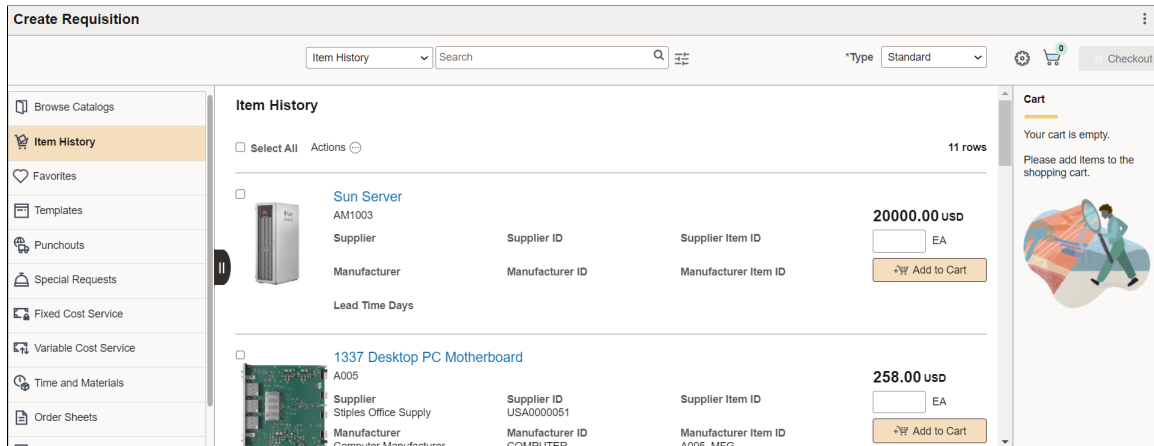 Create Requisition
Item History
Search
*Type
Standard
0
Checkout
Browse Catalogs
Item History
Favorites
Templates
Punchouts
Special Requests
Fixed Cost Service
Variable Cost Service
Time and Materials
Order Sheets
Item History
Select All Actions
11 rows
Sun Server
AM1003
Supplier Supplier ID Supplier Item ID
Manufacturer Manufacturer ID Manufacturer Item ID
Lead Time Days
20000.00 USD
EA
Add to Cart
1337 Desktop PC Motherboard
A005
Supplier Supplier ID Supplier Item ID
Stiples Office Supply USA0000051
Manufacturer Manufacturer ID Manufacturer Item ID
Computer Manufacturer COMPUTER A005_MFG
258.00 USD
EA
Add to Cart
Cart
Your cart is empty.
Please add items to the
shopping cart.